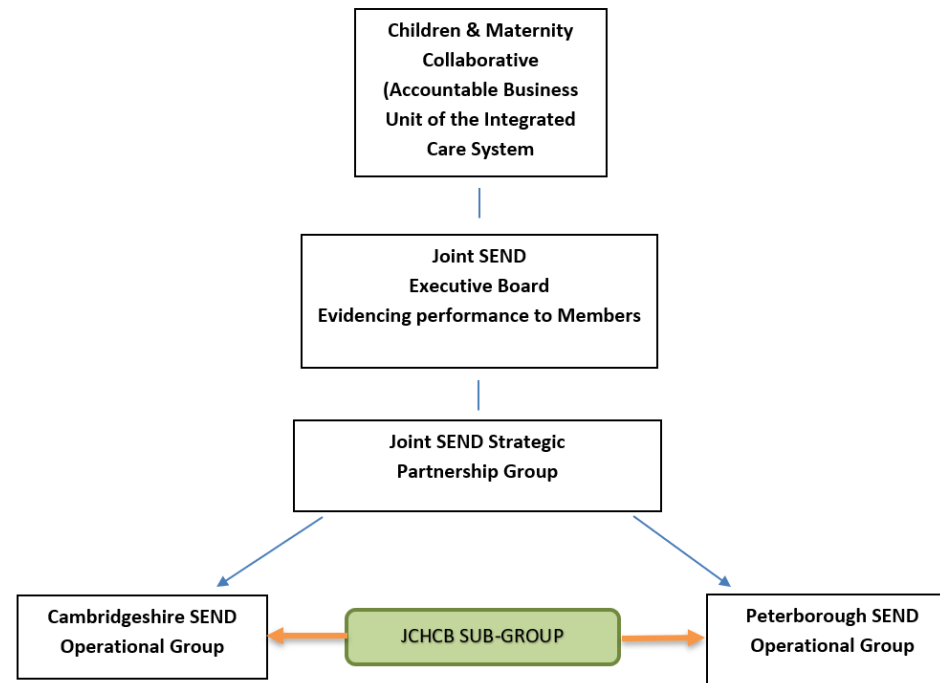 Children & Maternity
Collaborative
(Accountable Business
Unit of the Integrated
Care System
Joint SEND
Executive Board
Evidencing performance to Members
Joint SEND Strategic
Partnership Group
Cambridgeshire SEND
Operational Group
JCHCB SUB-GROUP
Peterborough SEND
Operational Group